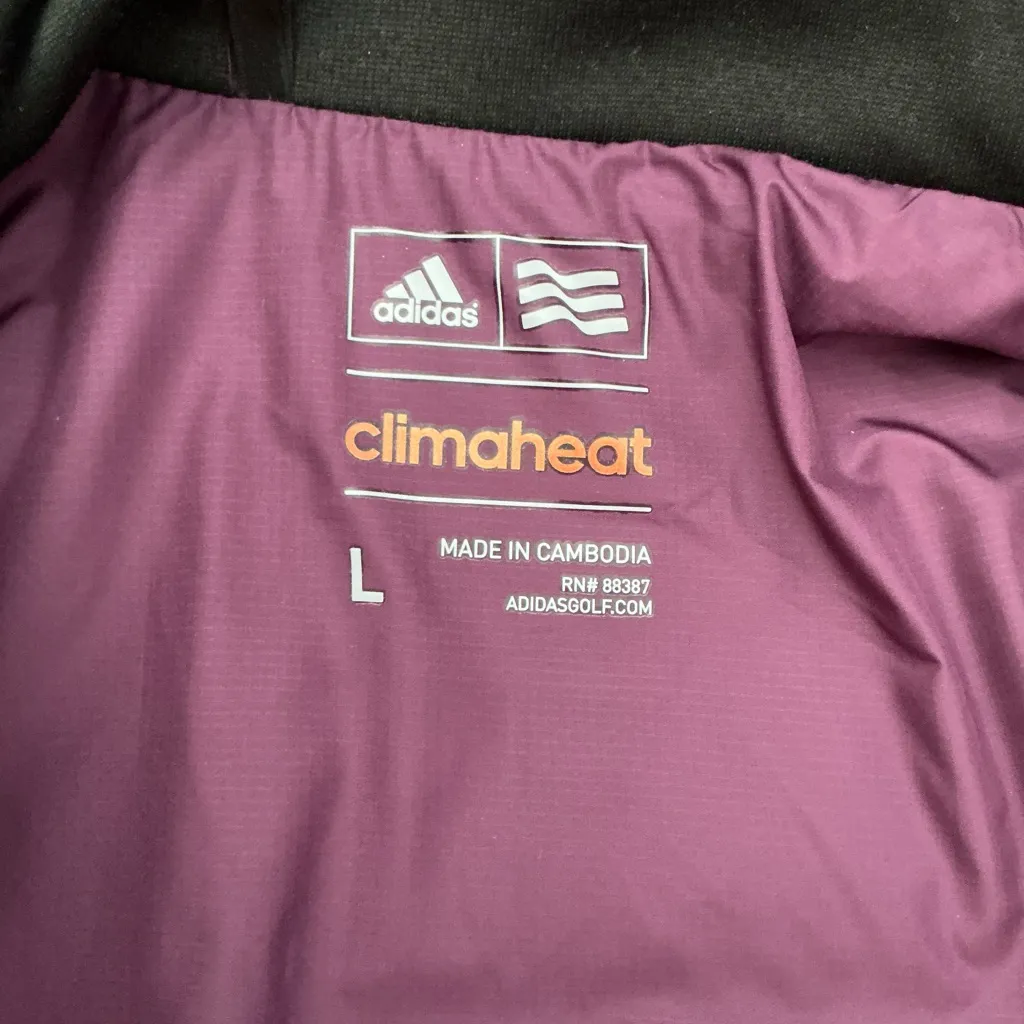 adidas
climaheat
L
MADE IN CAMBODIA
RN# 88387
ADIDASGOLF.COM